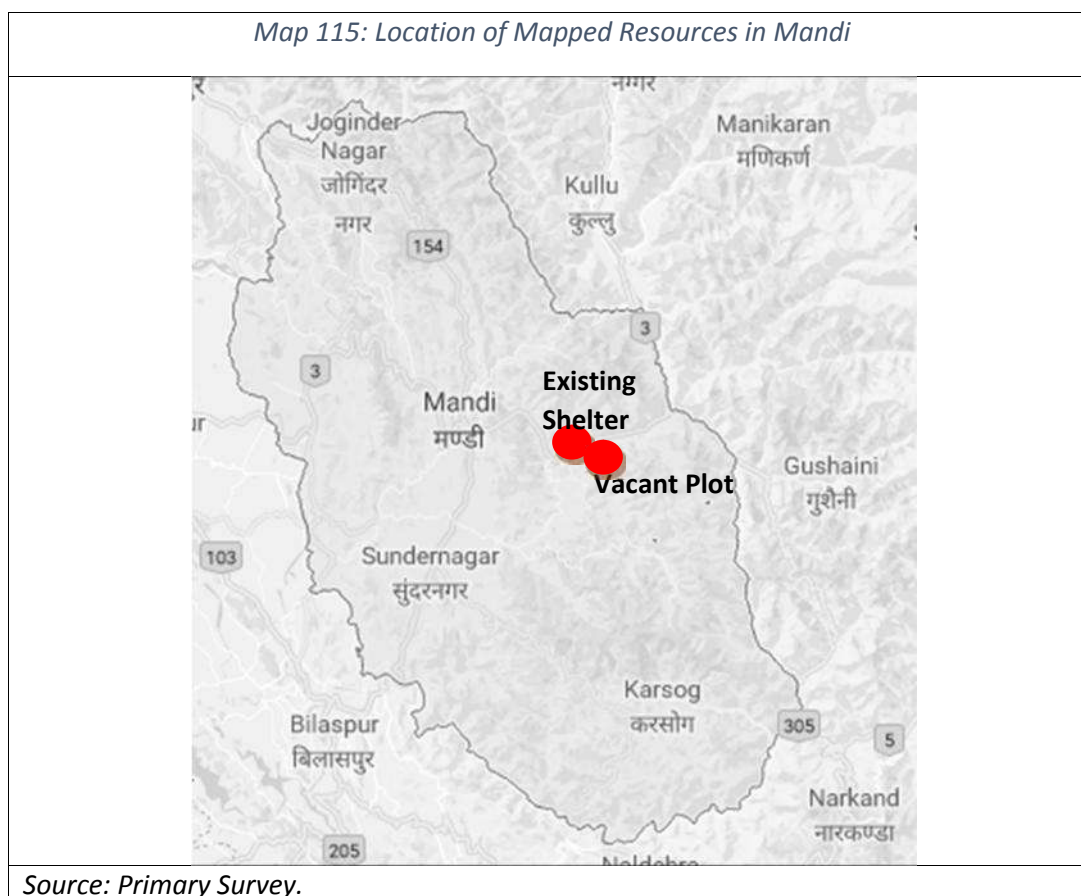 Map 115: Location of Mapped Resources in Mandi
नग्गर
Joginder
Nagar
जोगिंदर
नगर
Manikaran
मणिकर्ण
Kullu
कुल्लु
154
3
3
Existing
Shelter
Mandi
मण्डी
Vacant Plot
Gushaini
गुशैनी
103
Sundernagar
सुंदरनगर
Karsog
करसोग
305
5
Bilaspur
बिलासपुर
Narkand
नारकण्डा
205
Source: Primary Survey.